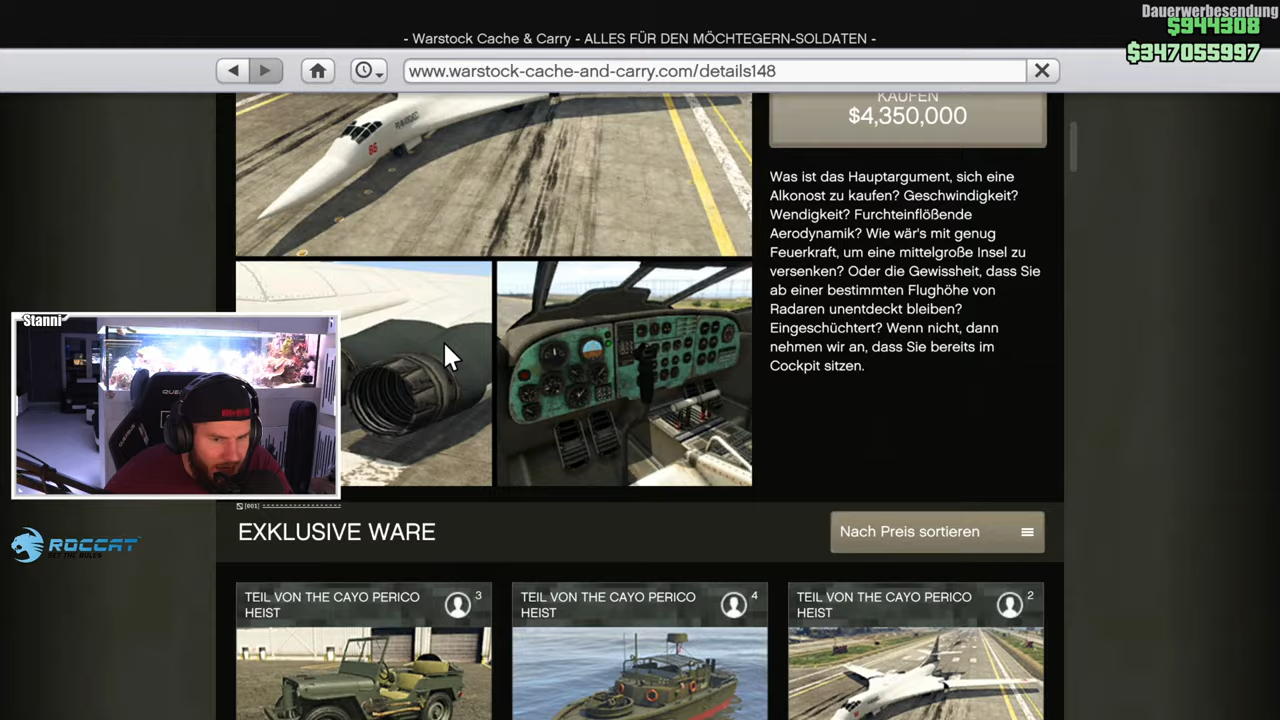 Dauerwerbesendung
$944308
$347055997
- Warstock Cache & Carry - ALLES FÜR DEN MÖCHTEGERN-SOLDATEN -
www.warstock-cache-and-carry.com/details148
KAUFEN
$4,350,000
Was ist das Hauptargument, sich eine
Alkonost zu kaufen? Geschwindigkeit?
Wendigkeit? Furchteinflößende
Aerodynamik? Wie wär's mit genug
Feuerkraft, um eine mittelgroße Insel zu
versenken? Oder die Gewissheit, dass Sie
ab einer bestimmten Flughöhe von
Radaren unentdeckt bleiben?
Eingeschüchtert? Wenn nicht, dann
nehmen wir an, dass Sie bereits im
Cockpit sitzen.
Stanni
ROCCAT
SET THE RULES
[001]
EXKLUSIVE WARE
Nach Preis sortieren
TEIL VON THE CAYO PERICO
HEIST
3
TEIL VON THE CAYO PERICO
HEIST
4
TEIL VON THE CAYO PERICO
HEIST
2